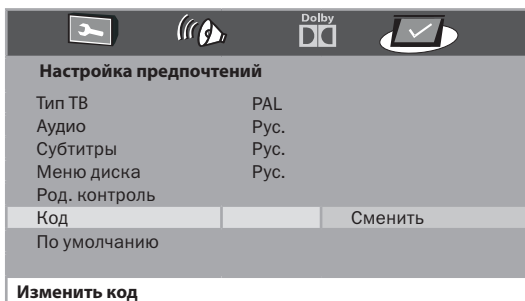 Dolby
Настройка предпочтений
Тип ТВ PAL
Аудио Рус.
Субтитры Рус.
Меню диска Рус.
Род. контроль
Код Сменить
По умолчанию
Изменить код